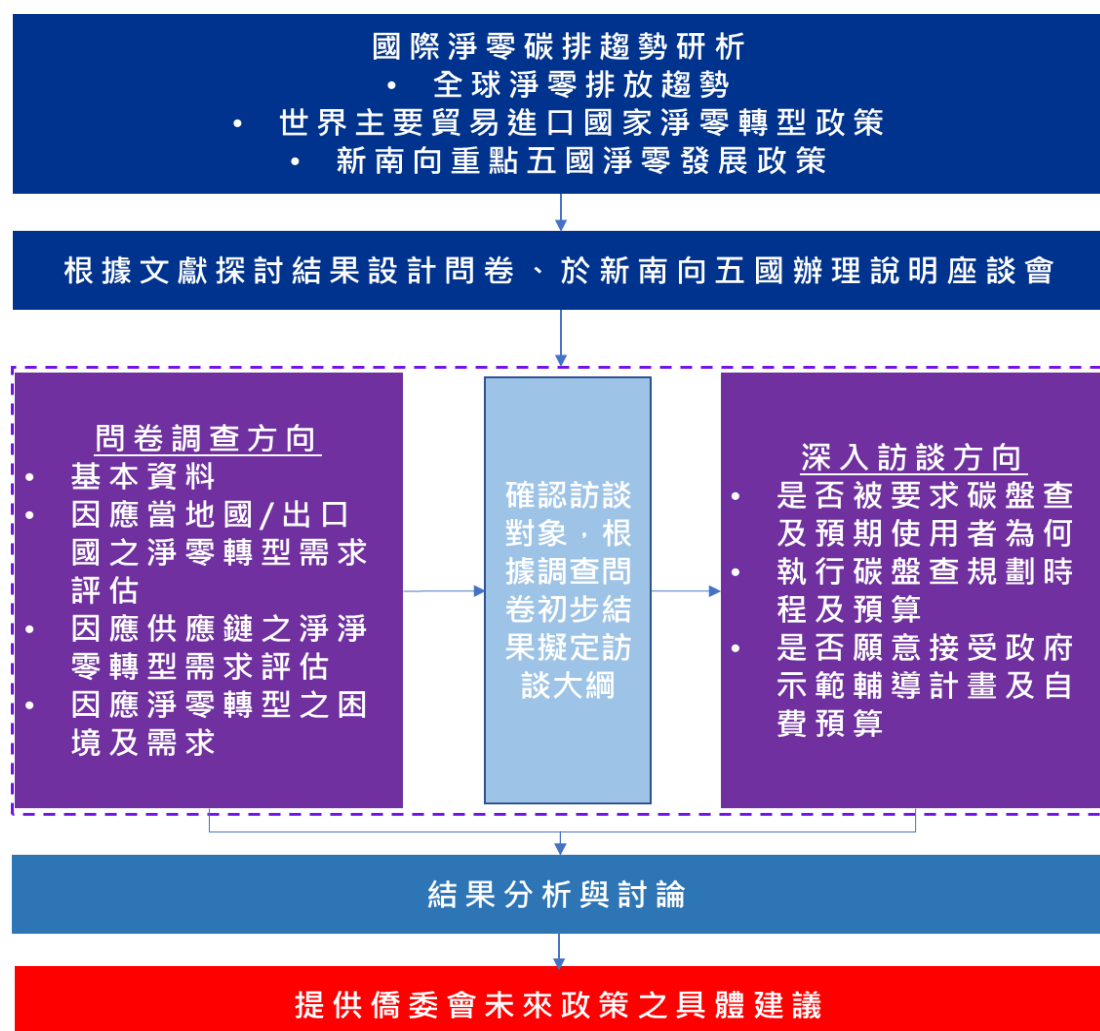 國際淨零碳排趨勢研析
• 全球淨零排放趨勢
• 世界主要貿易進口國家淨零轉型政策
• 新南向重點五國淨零發展政策
根據文獻探討結果設計問卷、於新南向五國辦理說明座談會
問卷調查方向
• 基本資料
• 因應當地國/出口
國之淨零轉型需求
評估
• 因應供應鏈之淨淨
零轉型需求評估
• 因應淨零轉型之困
境及需求
確認訪談
對象，根
據調查問
卷初步結
果擬定訪
談大綱
深入訪談方向
• 是否被要求碳盤查
及預期使用者為何
• 執行碳盤查規劃時
程及預算
• 是否願意接受政府
示範輔導計畫及自
費預算
結果分析與討論
提供僑委會未來政策之具體建議